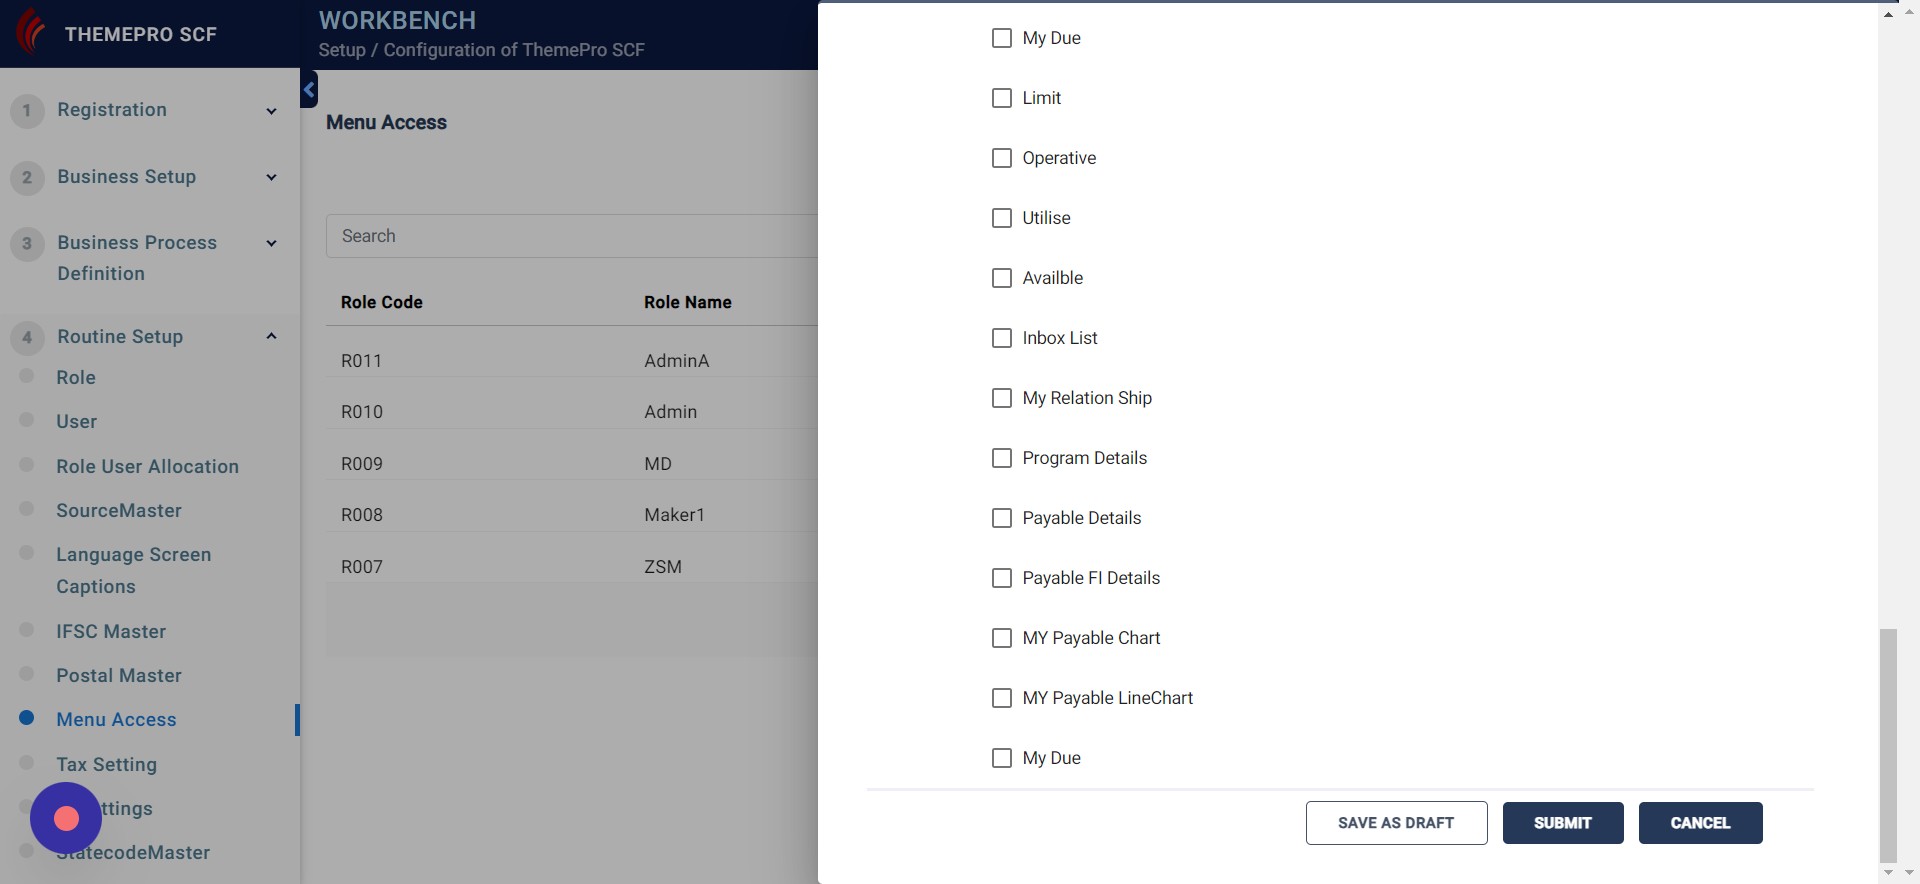 THEMEPRO SCF
WORKBENCH
Setup / Configuration of ThemePro SCF
1 Registration
2 Business Setup
3 Business Process
Definition
4 Routine Setup
Role
User
Role User Allocation
SourceMaster
Language Screen
Captions
IFSC Master
Postal Master
Menu Access
Tax Setting
ttings
StatecodeMaster
Menu Access
Search
Role Code Role Name
R011 AdminA
R010 Admin
R009 MD
R008 Maker1
R007 ZSM
My Due
Limit
Operative
Utilise
Availble
Inbox List
My Relation Ship
Program Details
Payable Details
Payable FI Details
MY Payable Chart
MY Payable LineChart
My Due
SAVE AS DRAFT SUBMIT CANCEL